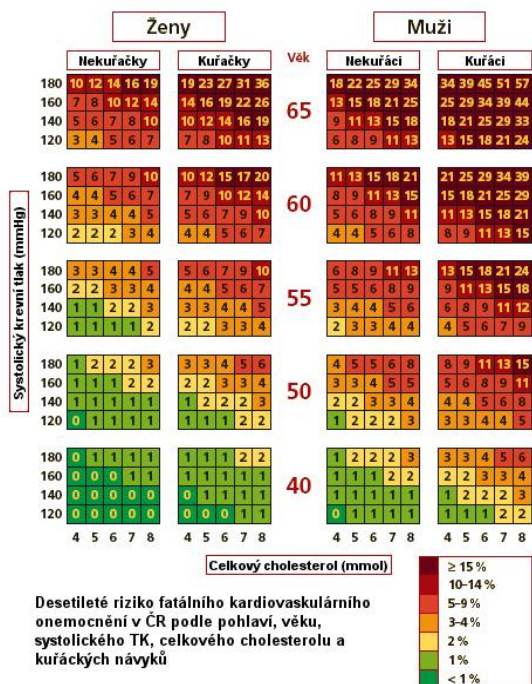 Ženy Muži
Nekuřačky Kuřačky Věk Nekuřáci Kuřáci
180 10 12 14 16 19 19 23 27 31 36 18 22 25 29 34 34 39 45 51 57
160 7 8 10 12 14 14 16 19 22 26 13 15 18 21 25 25 29 34 39 44
65
140 5 6 7 8 10 10 12 14 16 19 9 11 13 15 18 18 21 25 29 33
120 3 4 5 6 7 7 8 10 11 13 6 8 9 11 13 13 15 18 21 24
180 5 6 7 9 10 10 12 15 17 20 11 13 15 18 21 21 25 29 34 39
160 4 4 5 6 7 7 9 10 12 14 8 9 11 13 15 15 18 21 25 29
60
140 3 3 4 4 5 5 6 7 9 10 5 6 8 9 11 11 13 15 18 21
120 2 2 2 3 4 4 4 5 6 7 4 4 5 6 8 8 9 11 13 15
180 3 3 4 4 5 5 6 7 9 10 6 8 9 11 13 13 15 18 21 24
160 2 2 3 3 4 4 4 5 6 7 5 5 6 8 9 9 11 13 15 18
55
140 1 1 2 2 3 3 3 4 4 5 3 4 4 5 6 6 8 9 11 12
120 1 1 1 1 2 2 2 3 3 4 2 3 3 4 4 4 5 6 7 9
180 1 2 2 2 3 3 3 4 5 6 4 5 5 6 8 8 9 11 13 15
160 1 1 1 2 2 2 2 3 3 4 3 3 4 5 5 5 6 8 9 11
50
140 1 1 1 1 1 1 2 2 2 3 2 2 3 3 4 4 4 5 6 8
120 0 1 1 1 1 1 1 1 2 2 1 2 2 2 3 3 3 4 4 5
180 0 1 1 1 1 1 1 1 2 2 1 2 2 2 3 3 3 4 5 6
160 0 0 0 1 1 1 1 1 1 1 1 1 1 2 2 2 2 3 3 4
40
140 0 0 0 0 0 0 1 1 1 1 1 1 1 1 1 1 2 2 2 3
120 0 0 0 0 0 0 0 0 1 1 0 1 1 1 1 1 1 1 2 2
4 5 6 7 8 4 5 6 7 8 4 5 6 7 8 4 5 6 7 8
Systolický krevní tlak (mmHg)
Celkový cholesterol (mmol)
Desetileté riziko fatálního kardiovaskulárního
onemocnění v ČR podle pohlaví, věku,
systolického TK, celkového cholesterolu a
kuřáckých návyků
≥ 15 %
10–14 %
5–9 %
3–4 %
2 %
1 %
< 1 %